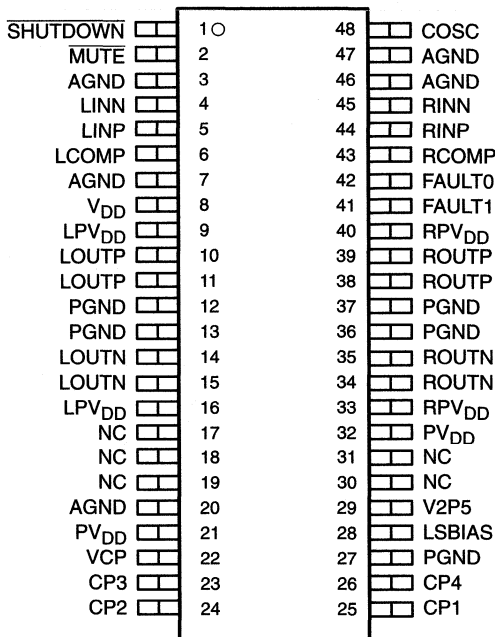 SHUTDOWN 1 48 COSC
MUTE 2 47 AGND
AGND 3 46 AGND
LINN 4 45 RINN
LINP 5 44 RINP
LCOMP 6 43 RCOMP
AGND 7 42 FAULT0
VDD 8 41 FAULT1
LPVDD 9 40 RPVDD
LOUTP 10 39 ROUTP
LOUTP 11 38 ROUTP
PGND 12 37 PGND
PGND 13 36 PGND
LOUTN 14 35 ROUTN
LOUTN 15 34 ROUTN
LPVDD 16 33 RPVDD
NC 17 32 PVDD
NC 18 31 NC
NC 19 30 NC
AGND 20 29 V2P5
PVDD 21 28 LSBIAS
VCP 22 27 PGND
CP3 23 26 CP4
CP2 24 25 CP1